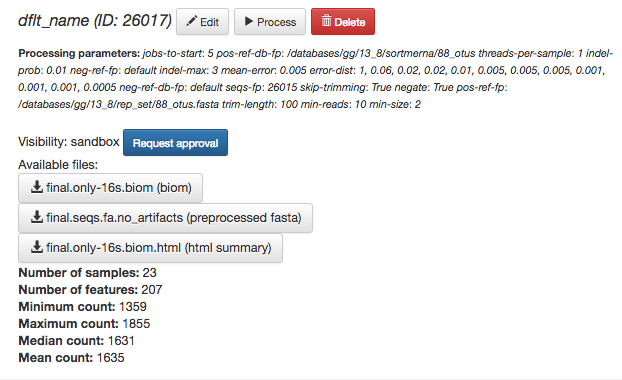 dflt_name (ID: 26017) Edit Process Delete
Processing parameters: jobs-to-start: 5 pos-ref-db-fp: /databases/gg/13_8/sortmerna/88_otus threads-per-sample: 1 indel-
prob: 0.01 neg-ref-fp: default indel-max: 3 mean-error: 0.005 error-dist: 1, 0.06, 0.02, 0.02, 0.01, 0.005, 0.005, 0.005, 0.001,
0.001, 0.001, 0.0005 neg-ref-db-fp: default seqs-fp: 26015 skip-trimming: True negate: True pos-ref-fp:
/databases/gg/13_8/rep_set/88_otus.fasta trim-length: 100 min-reads: 10 min-size: 2
Visibility: sandbox Request approval
Available files:
final.only-16s.biom (biom)
final.seqs.fa.no_artifacts (preprocessed fasta)
final.only-16s.biom.html (html summary)
Number of samples: 23
Number of features: 207
Minimum count: 1359
Maximum count: 1855
Median count: 1631
Mean count: 1635